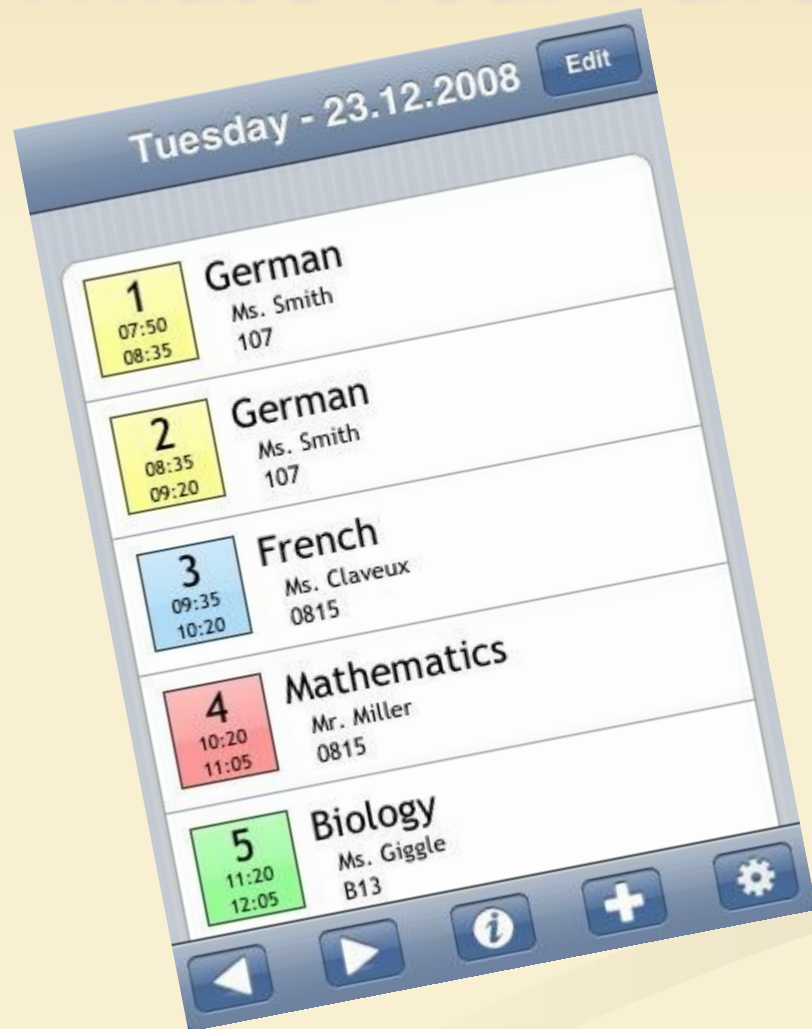 Tuesday - 23.12.2008
Edit
1
07:50
08:35
German
Ms. Smith
107
2
08:35
09:20
German
Ms. Smith
107
3
09:35
10:20
French
Ms. Claveux
0815
4
10:20
11:05
Mathematics
Mr. Miller
0815
5
11:20
12:05
Biology
Ms. Giggle
B13